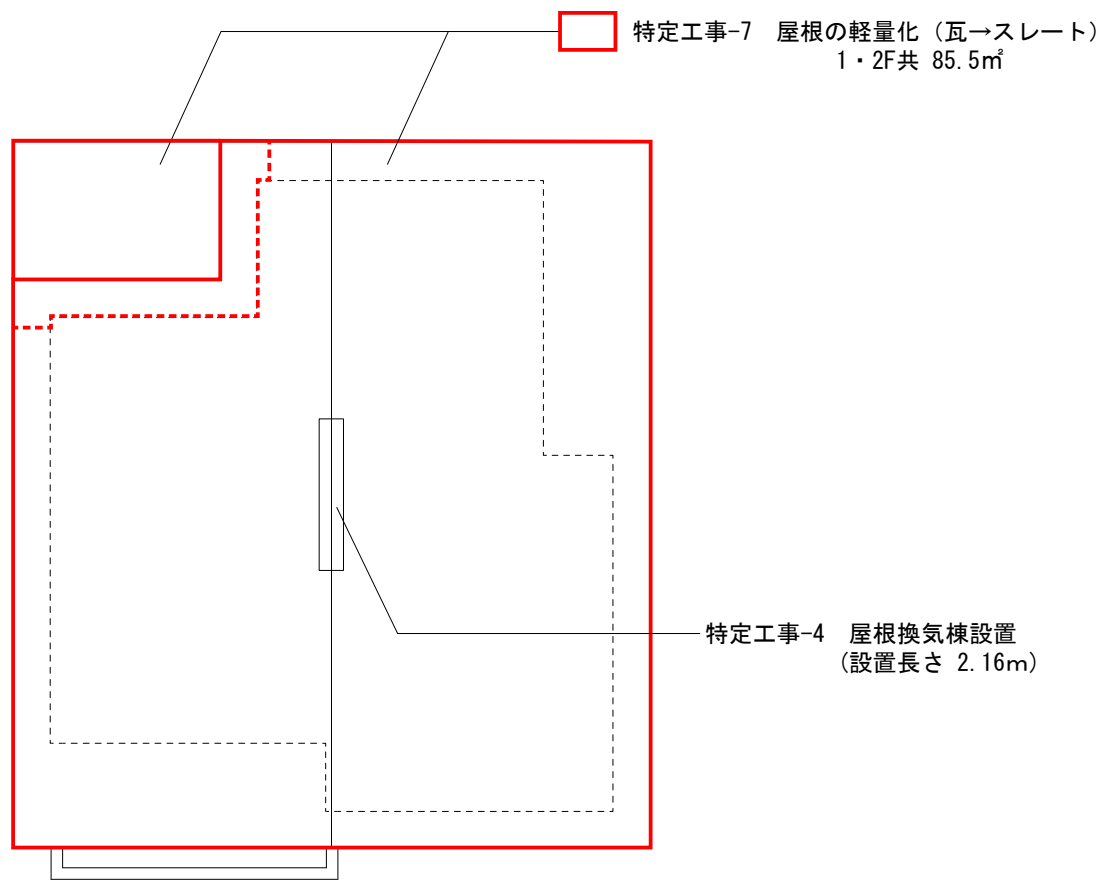 特定工事-7　屋根の軽量化（瓦→スレート）
1・2F共 85.5㎡
特定工事-4　屋根換気棟設置
(設置長さ 2.16m)